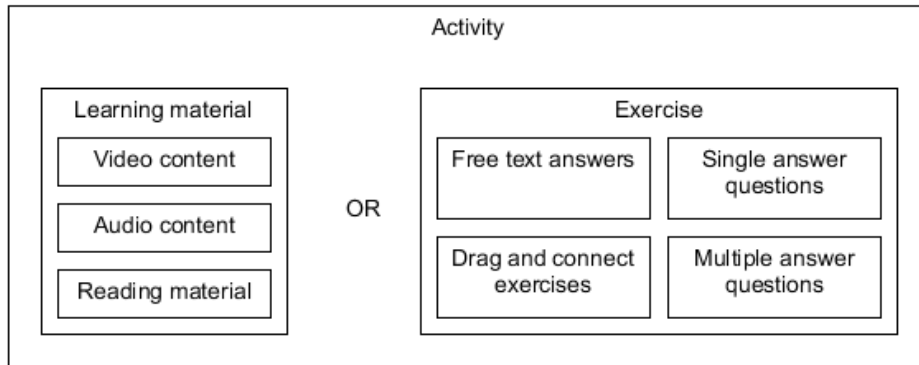 Activity
Learning material
Video content
Audio content
Reading material
OR
Exercise
Free text answers
Single answer
questions
Drag and connect
exercises
Multiple answer
questions